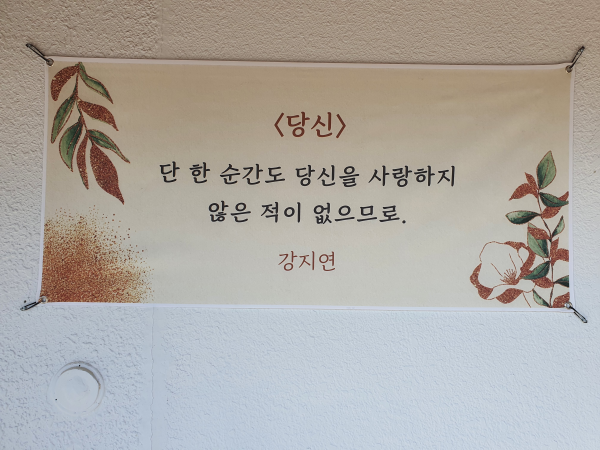 <당신>
단 한 순간도 당신을 사랑하지
않은 적이 없으므로.
강지연